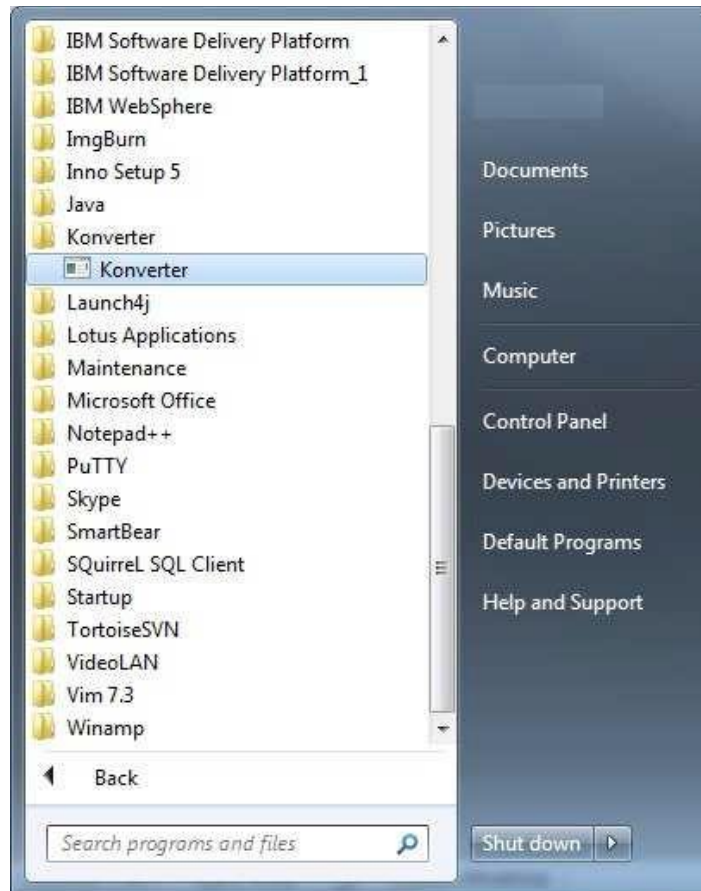 IBM Software Delivery Platform
IBM Software Delivery Platform_1
IBM WebSphere
ImgBurn
Inno Setup 5
Java
Konverter
Konverter
Launch4j
Lotus Applications
Maintenance
Microsoft Office
Notepad++
PuTTY
Skype
SmartBear
SQuirreL SQL Client
Startup
TortoiseSVN
VideoLAN
Vim 7.3
Winamp
Back
Search programs and files
Documents
Pictures
Music
Computer
Control Panel
Devices and Printers
Default Programs
Help and Support
Shut down